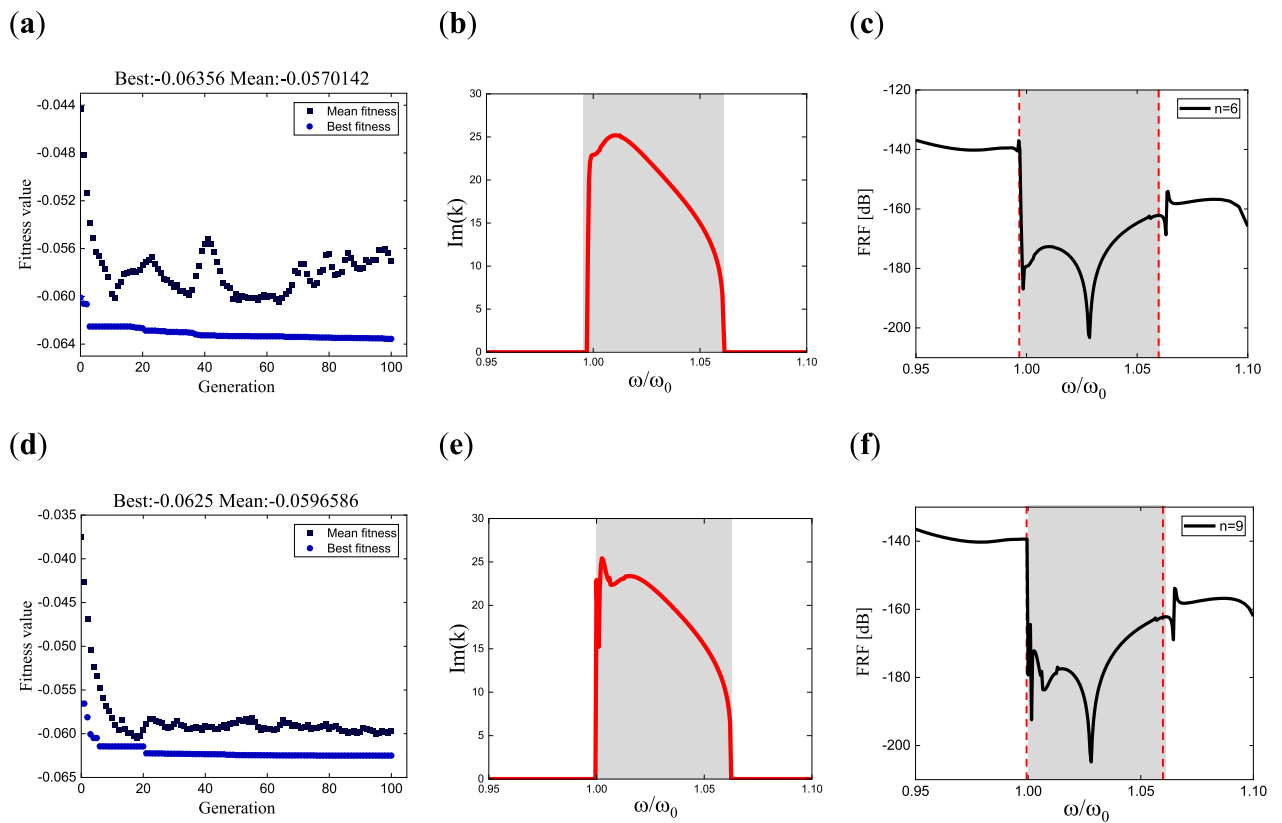 (a)
Best:-0.06356 Mean:-0.0570142
-0.044
-0.048
-0.052
-0.056
-0.060
-0.064
Fitness value
Mean fitness
Best fitness
0 20 40 60 80 100
Generation
(b)
30
25
20
15
10
5
0
Im(k)
0.95 1.00 1.05 1.10
ω/ω0
(c)
-120
-140
-160
-180
-200
FRF [dB]
n=6
0.95 1.00 1.05 1.10
ω/ω0
(d)
Best:-0.0625 Mean:-0.0596586
-0.035
-0.040
-0.045
-0.050
-0.055
-0.060
-0.065
Fitness value
Mean fitness
Best fitness
0 20 40 60 80 100
Generation
(e)
30
25
20
15
10
5
0
Im(k)
0.95 1.00 1.05 1.10
ω/ω0
(f)
-140
-160
-180
-200
FRF [dB]
n=9
0.95 1.00 1.05 1.10
ω/ω0